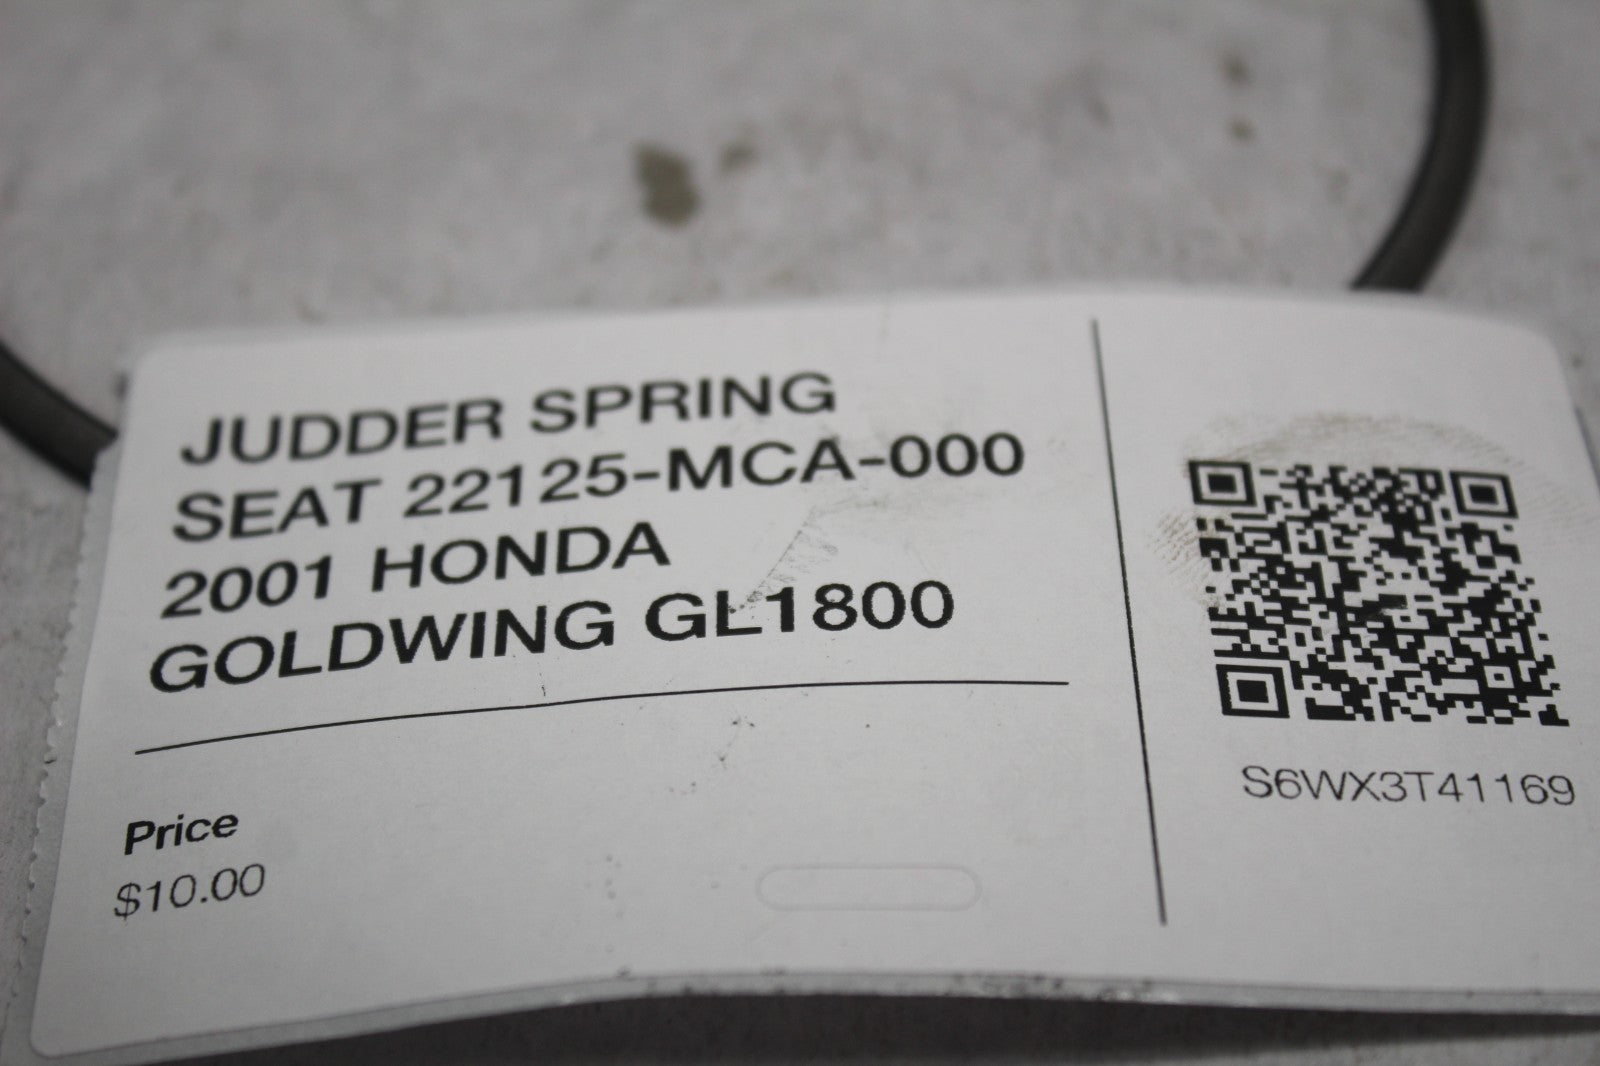 JUDDER SPRING
SEAT 22125-MCA-000
2001 HONDA
GOLDWING GL1800
Price
$10.00
S6WX3T41169